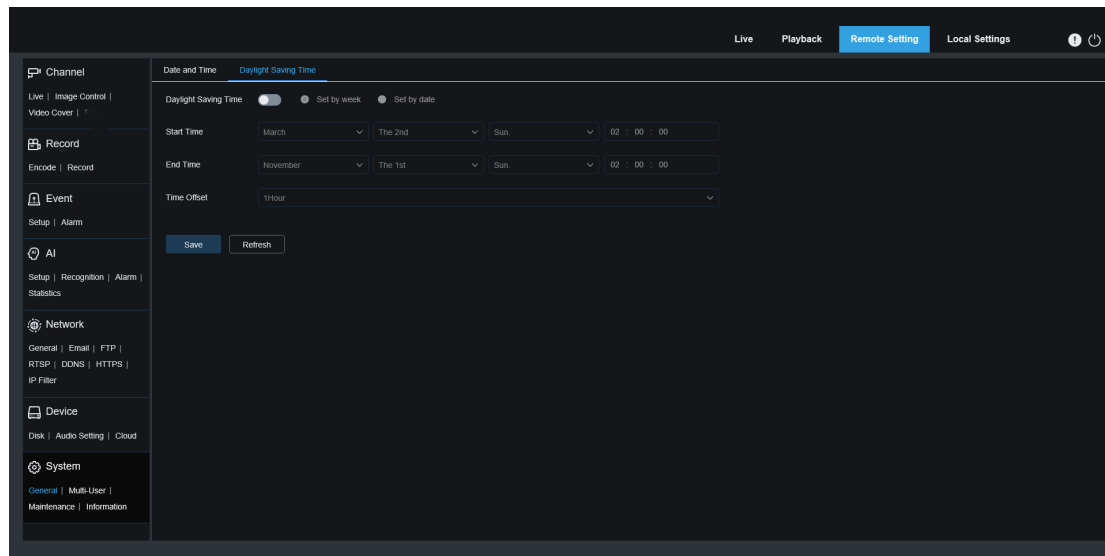 Live Playback Remote Setting Local Settings
Channel
Live | Image Control |
Video Cover |
Record
Encode | Record
Event
Setup | Alarm
AI
Setup | Recognition | Alarm |
Statistics
Network
General | Email | FTP |
RTSP | DDNS | HTTPS |
IP Filter
Device
Disk | Audio Setting | Cloud
System
General | Multi-User |
Maintenance | Information
Date and Time Daylight Saving Time
Daylight Saving Time Set by week Set by date
Start Time March The 2nd Sun. 02 : 00 : 00
End Time November The 1st Sun. 02 : 00 : 00
Time Offset 1Hour
Save Refresh